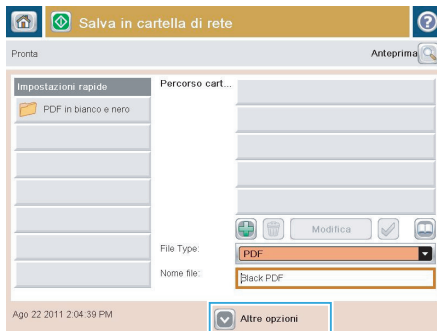 Salva in cartella di rete
Pronta
Anteprima
Impostazioni rapide
PDF in bianco e nero
Percorso cart...
Modifica
File Type:
PDF
Nome file:
Black PDF
Ago 22 2011 2:04:39 PM
Altre opzioni